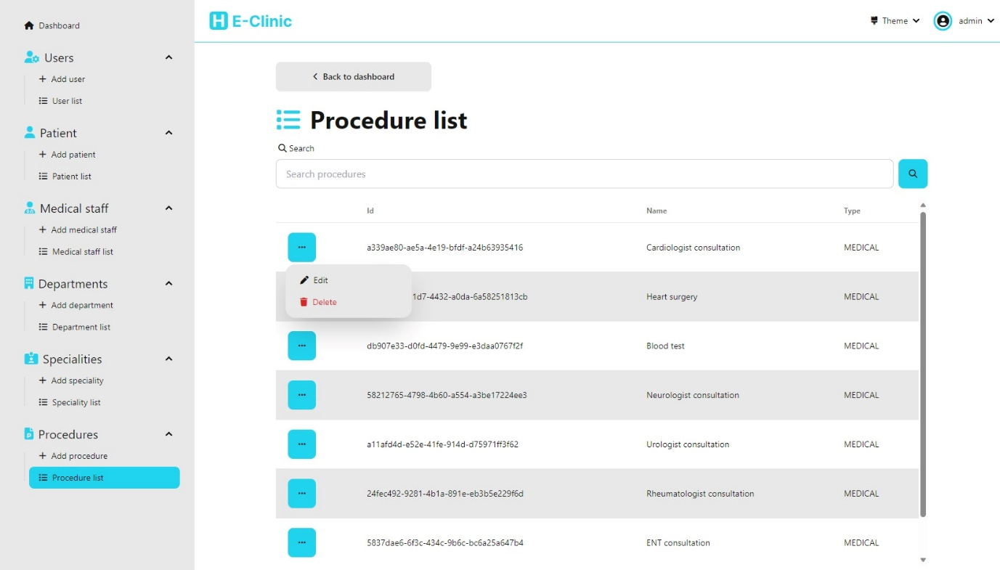 Dashboard
Users
Add user
User list
Patient
Add patient
Patient list
Medical staff
Add medical staff
Medical staff list
Departments
Add department
Department list
Specialities
Add speciality
Speciality list
Procedures
Add procedure
Procedure list
H E-Clinic
Theme
admin
Back to dashboard
Procedure list
Search
Search procedures
Id Name Type
a339ae80-ae5a-4e19-bfdf-a24b63935416 Cardiologist consultation MEDICAL
Edit
Delete
1d7-4432-a0da-6a58251813cb Heart surgery MEDICAL
db907e33-d0fd-4479-9e99-e3daa0767f2f Blood test MEDICAL
58212765-4798-4b60-a554-a3be17224ee3 Neurologist consultation MEDICAL
a11afd4d-e52e-41fe-914d-d75971ff3f62 Urologist consultation MEDICAL
24fec492-9281-4b1a-891e-eb3b5e229f6d Rheumatologist consultation MEDICAL
5837dae6-6f3c-434c-9b6c-bc6a25a647b4 ENT consultation MEDICAL